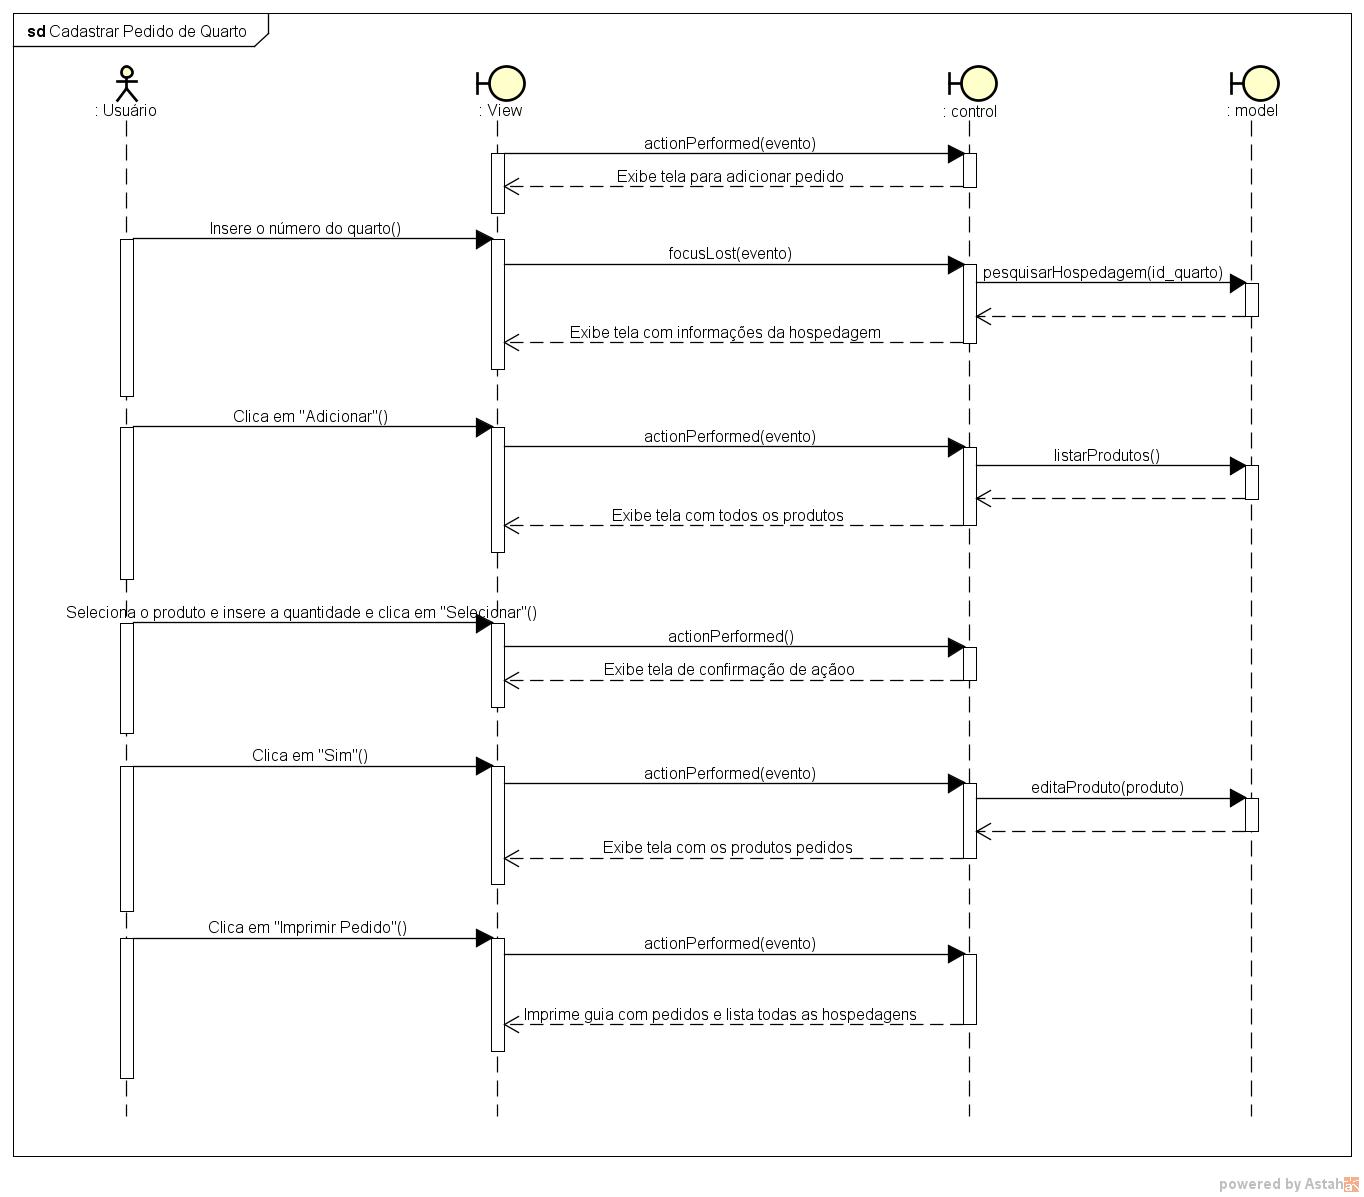 sd Cadastrar Pedido de Quarto
: Usuário
: View
: control
: model
actionPerformed(evento)
Exibe tela para adicionar pedido
Insere o número do quarto()
focusLost(evento)
pesquisarHospedagem(id_quarto)
Exibe tela com informações da hospedagem
Clica em "Adicionar"()
actionPerformed(evento)
listarProdutos()
Exibe tela com todos os produtos
Seleciona o produto e insere a quantidade e clica em "Selecionar"()
actionPerformed()
Exibe tela de confirmação de açãoo
Clica em "Sim"()
actionPerformed(evento)
editaProduto(produto)
Exibe tela com os produtos pedidos
Clica em "Imprimir Pedido"()
actionPerformed(evento)
Imprime guia com pedidos e lista todas as hospedagens
powered by Astah